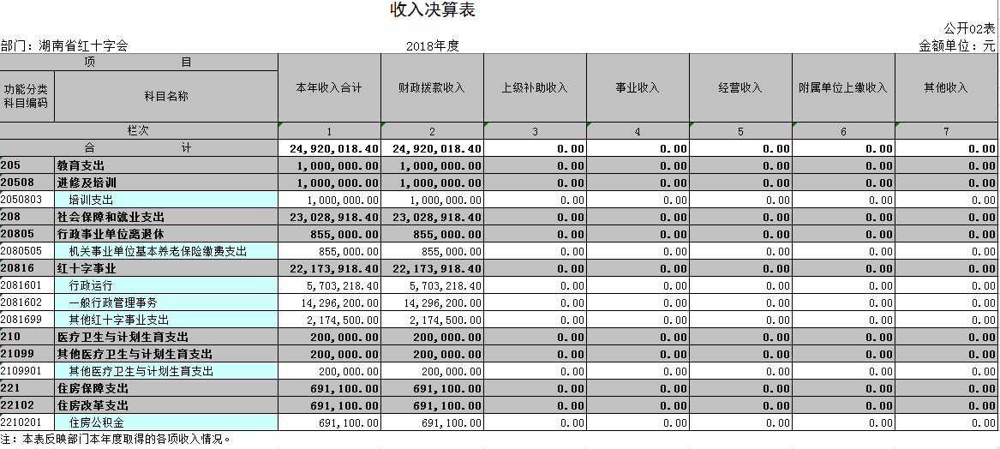 收入决算表
公开02表
部门：湖南省红十字会 2018年度 金额单位：元
项 目 本年收入合计 财政拨款收入 上级补助收入 事业收入 经营收入 附属单位上缴收入 其他收入
功能分类
科目编码 科目名称
栏次 1 2 3 4 5 6 7
合 计 24,920,018.40 24,920,018.40 0.00 0.00 0.00 0.00 0.00
205 教育支出 1,000,000.00 1,000,000.00 0.00 0.00 0.00 0.00 0.00
20508 进修及培训 1,000,000.00 1,000,000.00 0.00 0.00 0.00 0.00 0.00
2050803 培训支出 1,000,000.00 1,000,000.00 0.00 0.00 0.00 0.00 0.00
208 社会保障和就业支出 23,028,918.40 23,028,918.40 0.00 0.00 0.00 0.00 0.00
20805 行政事业单位离退休 855,000.00 855,000.00 0.00 0.00 0.00 0.00 0.00
2080505 机关事业单位基本养老保险缴费支出 855,000.00 855,000.00 0.00 0.00 0.00 0.00 0.00
20816 红十字事业 22,173,918.40 22,173,918.40 0.00 0.00 0.00 0.00 0.00
2081601 行政运行 5,703,218.40 5,703,218.40 0.00 0.00 0.00 0.00 0.00
2081602 一般行政管理事务 14,296,200.00 14,296,200.00 0.00 0.00 0.00 0.00 0.00
2081699 其他红十字事业支出 2,174,500.00 2,174,500.00 0.00 0.00 0.00 0.00 0.00
210 医疗卫生与计划生育支出 200,000.00 200,000.00 0.00 0.00 0.00 0.00 0.00
21099 其他医疗卫生与计划生育支出 200,000.00 200,000.00 0.00 0.00 0.00 0.00 0.00
2109901 其他医疗卫生与计划生育支出 200,000.00 200,000.00 0.00 0.00 0.00 0.00 0.00
221 住房保障支出 691,100.00 691,100.00 0.00 0.00 0.00 0.00 0.00
22102 住房改革支出 691,100.00 691,100.00 0.00 0.00 0.00 0.00 0.00
2210201 住房公积金 691,100.00 691,100.00 0.00 0.00 0.00 0.00 0.00
注：本表反映部门本年度取得的各项收入情况。